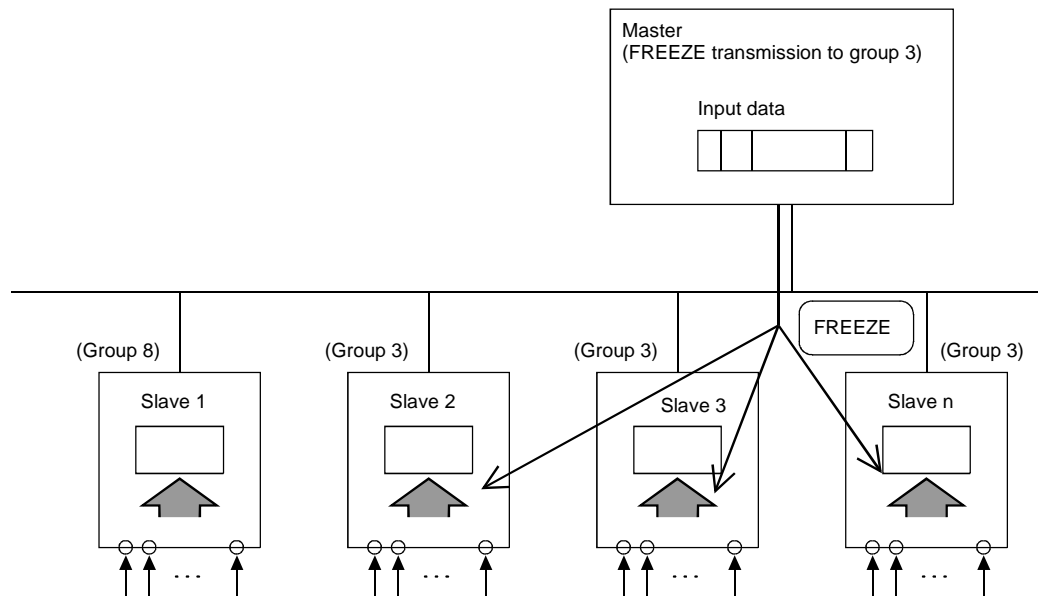 Master
(FREEZE transmission to group 3)
Input data
FREEZE
(Group 8)
(Group 3)
(Group 3)
(Group 3)
Slave 1
Slave 2
Slave 3
Slave n
. . .
. . .
. . .
. . .